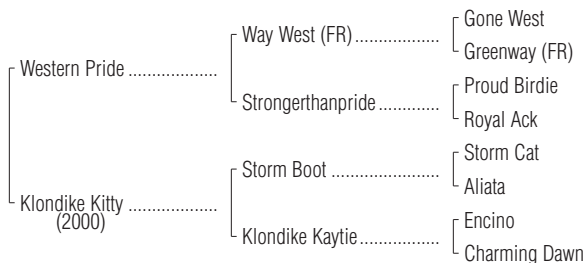 Gone West
Way West (FR) ..................
Greenway (FR)
Western Pride ...................
Proud Birdie
Strongerthanpride .............
Royal Ack
Storm Cat
Storm Boot .......................
Aliata
Klondike Kitty ...................
(2000)
Encino
Klondike Kaytie.................
Charming Dawn